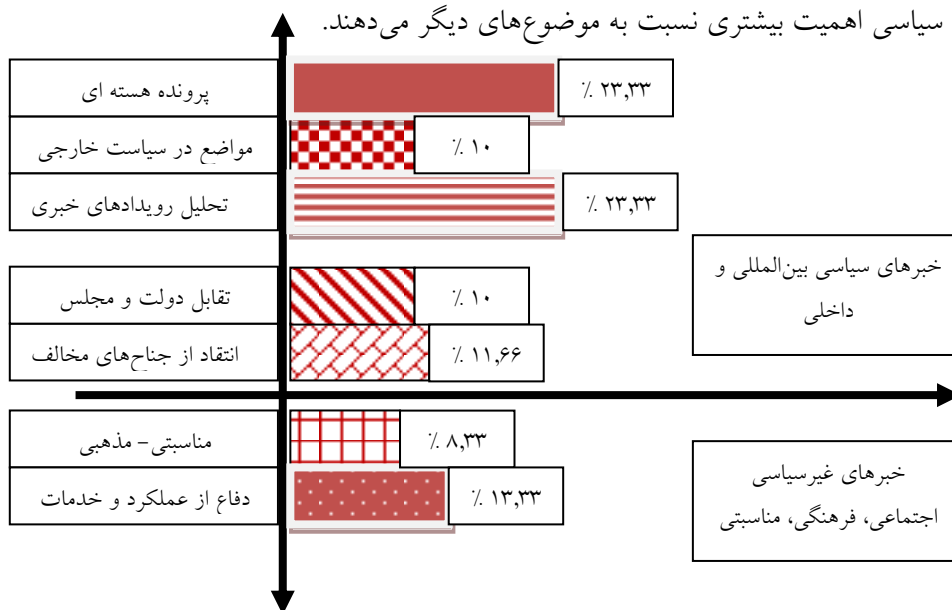 سیاسی اهمیت بیشتری نسبت به موضوع‌های دیگر می‌دهند.
پرونده هسته ای
٪ ۲۳,۳۳
مواضع در سیاست خارجی
٪ ۱۰
تحلیل رویدادهای خبری
٪ ۲۳,۳۳
خبرهای سیاسی بین‌المللی و
داخلی
تقابل دولت و مجلس
٪ ۱۰
انتقاد از جناح‌های مخالف
٪ ۱۱,۶۶
مناسبتی- مذهبی
٪ ۸,۳۳
دفاع از عملکرد و خدمات
٪ ۱۳,۳۳
خبرهای غیرسیاسی
اجتماعی، فرهنگی، مناسبتی